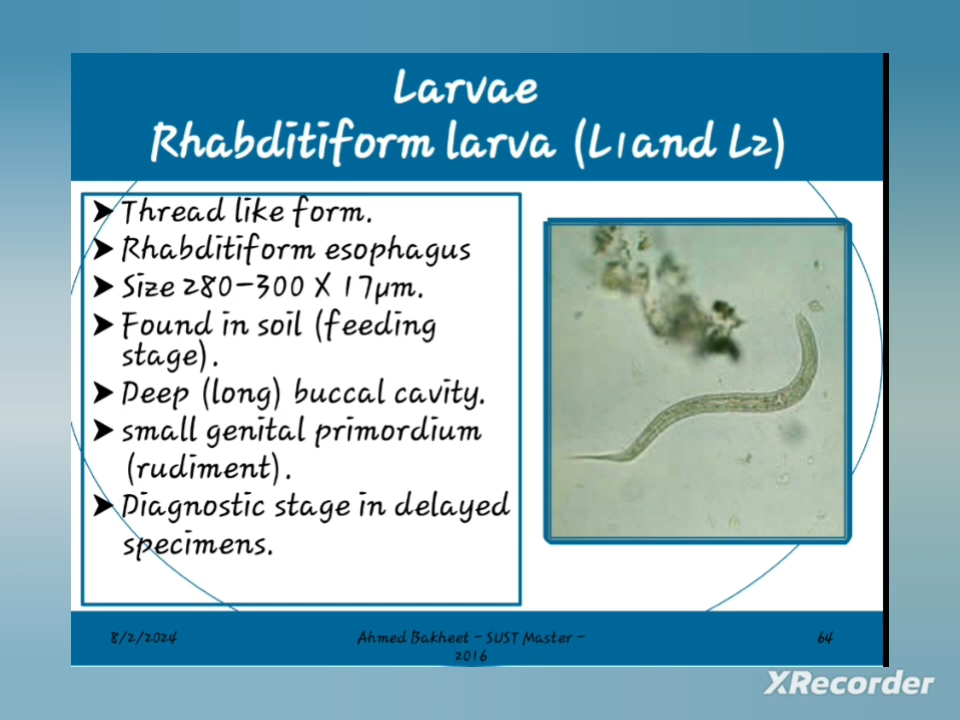 Larvae
Rhabditiform larva (L1 and L2)
➤ Thread like form.
➤ Rhabditiform esophagus
➤ Size 280-300 X 17µm.
➤ Found in soil (feeding
stage).
➤ Deep (long) buccal cavity.
➤ small genital primordium
(rudiment).
➤ Diagnostic stage in delayed
specimens.
8/2/2024
Ahmed Bakheet - SUST Master -
2016
64
XRecorder